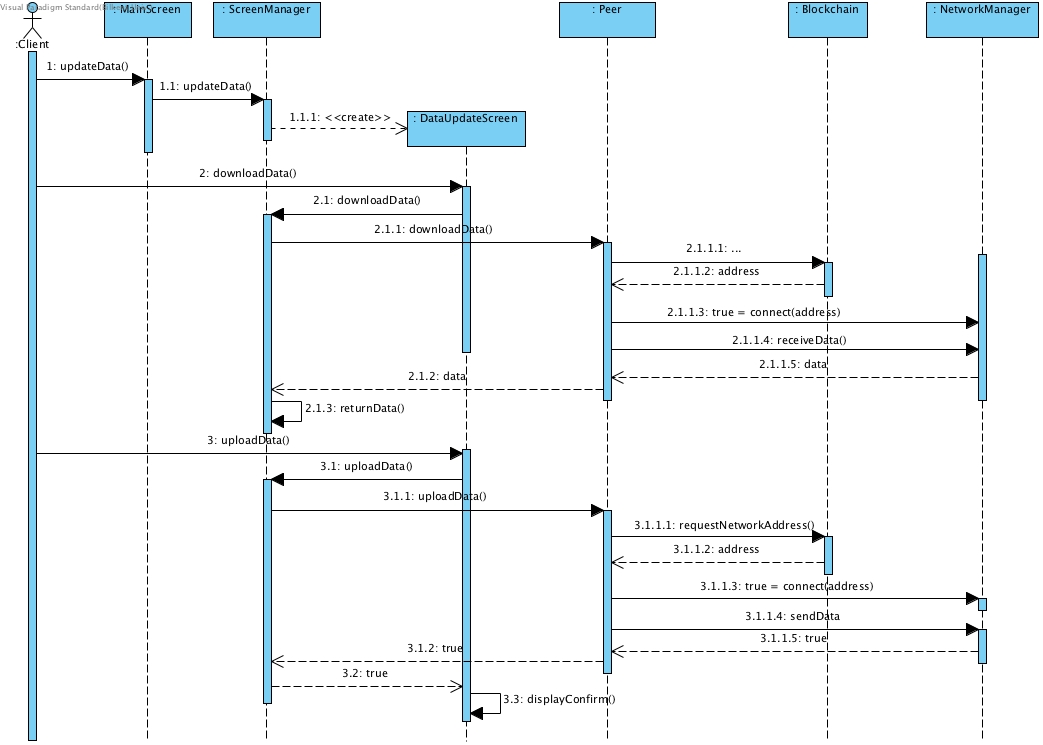 Visual Paradigm Standard(
: MainScreen
: ScreenManager
: Peer
: Blockchain
: NetworkManager
:Client
1: updateData()
1.1: updateData()
1.1.1: <<create>>
: DataUpdateScreen
2: downloadData()
2.1: downloadData()
2.1.1: downloadData()
2.1.1.1: ...
2.1.1.2: address
2.1.1.3: true = connect(address)
2.1.1.4: receiveData()
2.1.1.5: data
2.1.2: data
2.1.3: returnData()
3: uploadData()
3.1: uploadData()
3.1.1: uploadData()
3.1.1.1: requestNetworkAddress()
3.1.1.2: address
3.1.1.3: true = connect(address)
3.1.1.4: sendData
3.1.1.5: true
3.1.2: true
3.2: true
3.3: displayConfirm()